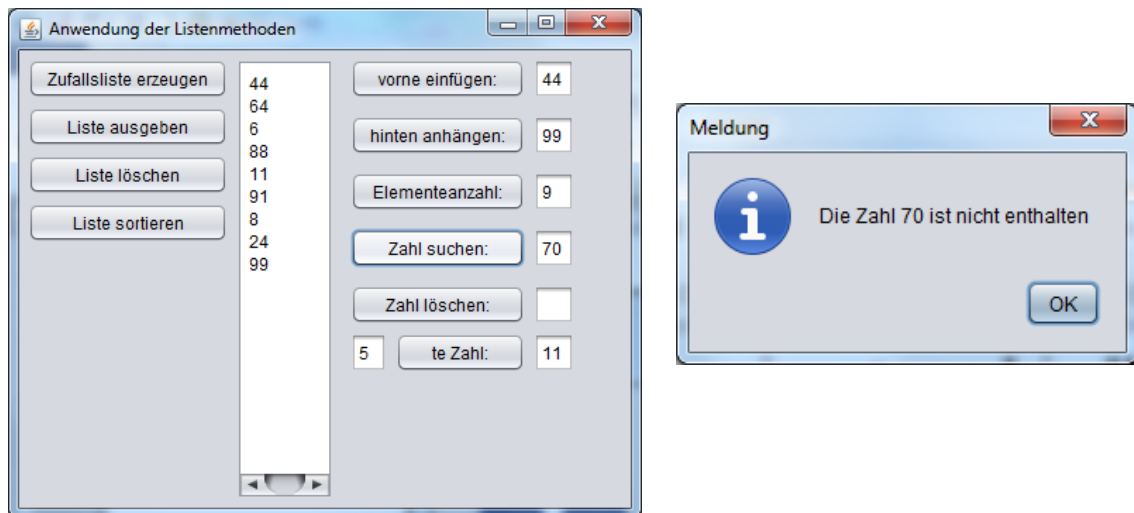 Anwendung der Listenmethoden
Zufallsliste erzeugen
Liste ausgeben
Liste löschen
Liste sortieren
44
64
6
88
11
91
8
24
99
vorne einfügen: 44
hinten anhängen: 99
Elementeanzahl: 9
Zahl suchen: 70
Zahl löschen:
5 te Zahl: 11
Meldung
Die Zahl 70 ist nicht enthalten
OK